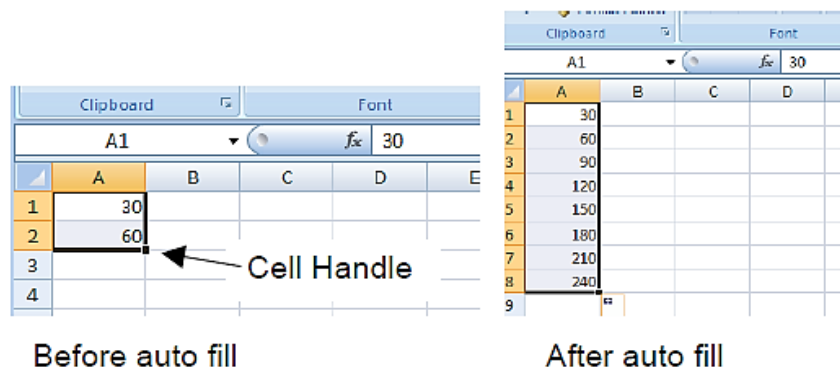 Clipboard Font
A1 fx 30
A B C D E
1 30
2 60
3
4
Cell Handle
Before auto fill
Clipboard Font
A1 fx 30
A B C D
1 30
2 60
3 90
4 120
5 150
6 180
7 210
8 240
9
After auto fill